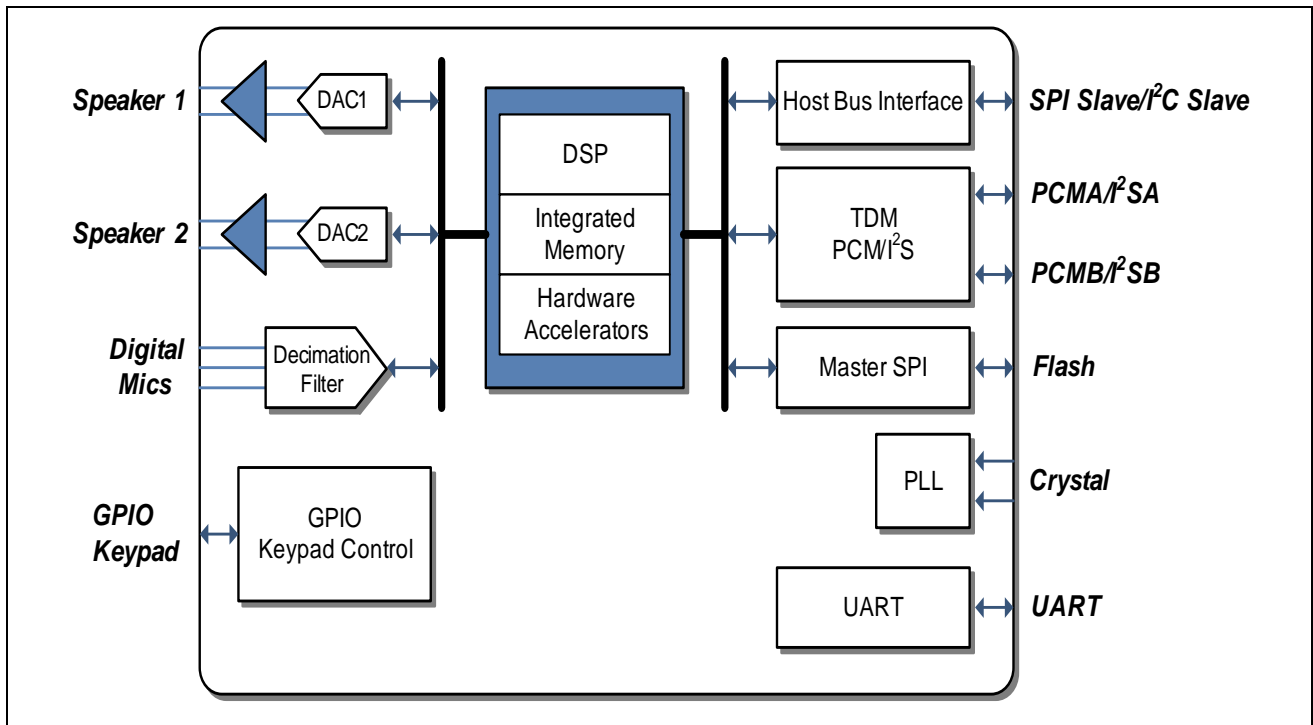 Speaker 1
DAC1
Speaker 2
DAC2
Digital
Mics
Decimation
Filter
GPIO
Keypad
GPIO
Keypad Control
DSP
Integrated
Memory
Hardware
Accelerators
Host Bus Interface
SPI Slave/I²C Slave
TDM
PCM/I²S
PCMA/I²SA
PCMB/I²SB
Master SPI
Flash
PLL
Crystal
UART
UART